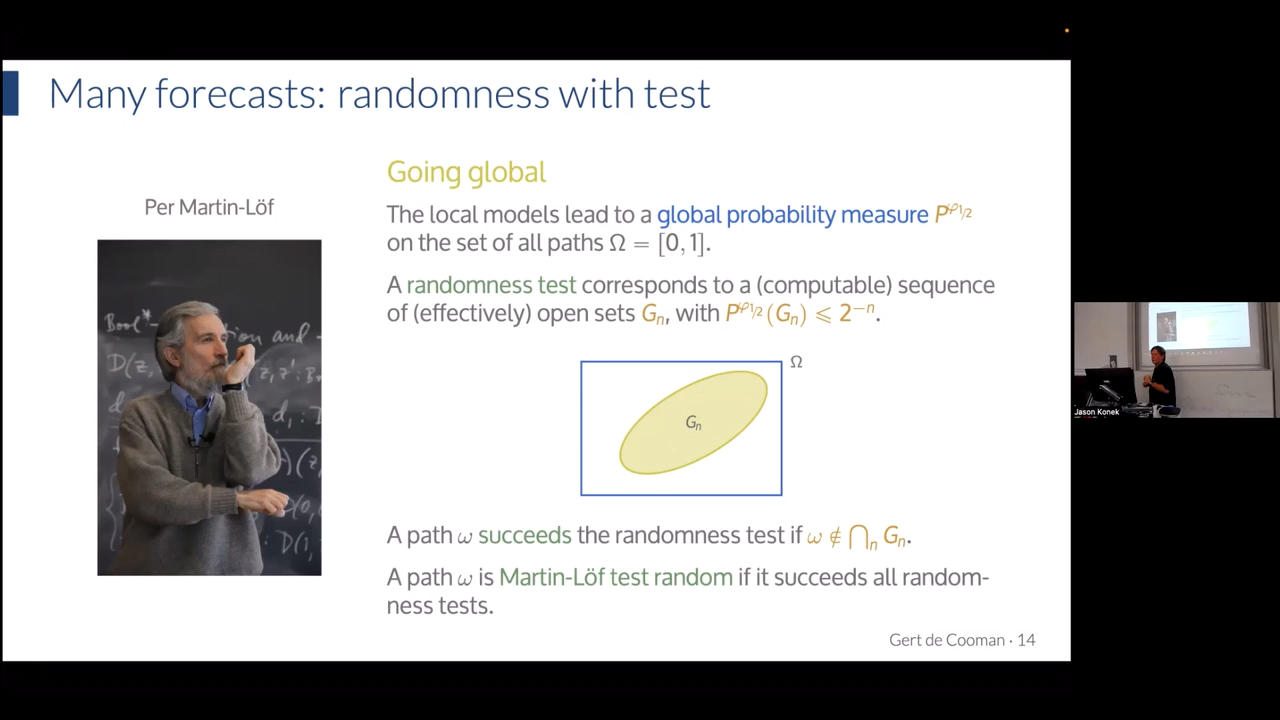 Many forecasts: randomness with test
Per Martin-Löf
Going global
The local models lead to a global probability measure P^φ1/2
on the set of all paths Ω = [0, 1].
A randomness test corresponds to a (computable) sequence
of (effectively) open sets Gn, with P^φ1/2(Gn) ⩽ 2^−n.
Ω
Gn
A path ω succeeds the randomness test if ω ∉ ⋂n Gn.
A path ω is Martin-Löf test random if it succeeds all random-
ness tests.
Gert de Cooman · 14
Jason Konek